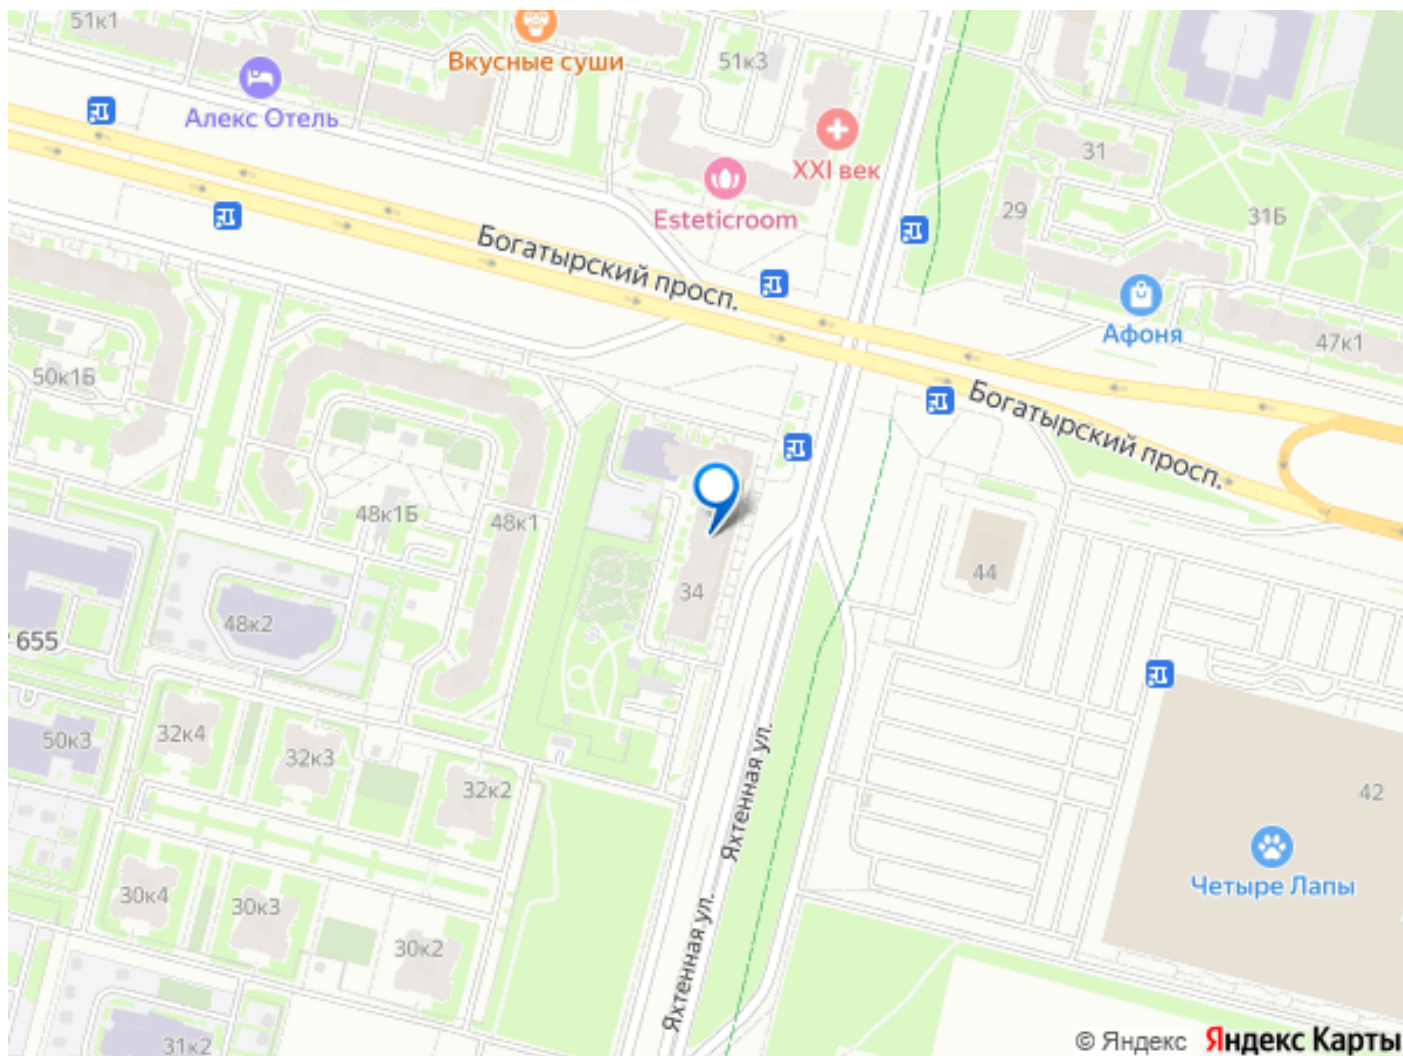 51к1
Вкусные суши
51к3
Алекс Отель
XXI век
31
Esteticroom
29
31Б
Богатырский просп.
Афоня
47к1
50к1Б
Богатырский просп.
48к1Б
48к1
34
44
48к2
655
32к4
50к3
32к3
32к2
Яхтенная ул.
42
Четыре Лапы
30к4
30к3
30к2
Яхтенная ул.
31к2
© Яндекс Яндекс Карты